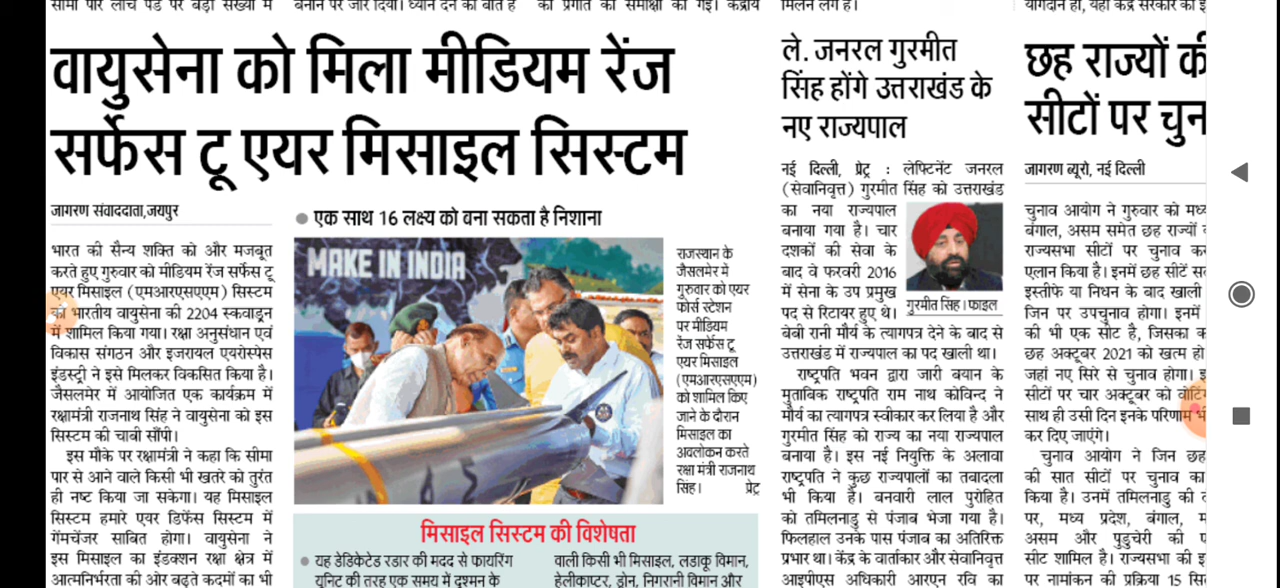 वायुसेना को मिला मीडियम रेंज
सर्फेस टू एयर मिसाइल सिस्टम
जागरण संवाददाता,जयपुर
भारत की सैन्य शक्ति को और मजबूत
करते हुए गुरुवार को मीडियम रेंज सर्फेस टू
एयर मिसाइल (एमआरएसएएम) सिस्टम
को भारतीय वायुसेना की 2204 स्कवाड्रन
में शामिल किया गया। रक्षा अनुसंधान एवं
विकास संगठन और इजरायल एयरोस्पेस
इंडस्ट्री ने इसे मिलकर विकसित किया है।
जैसलमेर में आयोजित एक कार्यक्रम में
रक्षामंत्री राजनाथ सिंह ने वायुसेना को इस
सिस्टम की चाबी सौंपी।
इस मौके पर रक्षामंत्री ने कहा कि सीमा
पार से आने वाले किसी भी खतरे को तुरंत
ही नष्ट किया जा सकेगा। यह मिसाइल
सिस्टम हमारे एयर डिफेंस सिस्टम में
गेंमचेंजर साबित होगा। वायुसेना ने
इस मिसाइल का इंडक्शन रक्षा क्षेत्र में
आत्मनिर्भरता की ओर बढ़ते कदमों का भी
● एक साथ 16 लक्ष्य को बना सकता है निशाना
MAKE IN INDIA
राजस्थान के
जैसलमेर में
गुरुवार को एयर
फोर्स स्टेशन
पर मीडियम
रेंज सर्फेस टू
एयर मिसाइल
(एमआरएसएएम)
को शामिल किए
जाने के दौरान
मिसाइल का
अवलोकन करते
रक्षा मंत्री राजनाथ
सिंह। प्रेट्र
मिसाइल सिस्टम की विशेषता
● यह डेडिकेटेड रडार की मदद से फायरिंग
यूनिट की तरह एक समय में दुश्मन के
वाली किसी भी मिसाइल, लडाकू विमान,
हेलीकाप्टर, ड्रोन, निगरानी विमान और
ले. जनरल गुरमीत
सिंह होंगे उत्तराखंड के
नए राज्यपाल
नई दिल्ली, प्रेट्र : लेफ्टिनेंट जनरल
(सेवानिवृत्त) गुरमीत सिंह को उत्तराखंड
का नया राज्यपाल
बनाया गया है। चार
दशकों की सेवा के
बाद वे फरवरी 2016
में सेना के उप प्रमुख
पद से रिटायर हुए थे।
गुरमीत सिंह। फाइल
बेबी रानी मौर्य के त्यागपत्र देने के बाद से
उत्तराखंड में राज्यपाल का पद खाली था।
राष्ट्रपति भवन द्वारा जारी बयान के
मुताबिक राष्ट्रपति राम नाथ कोविन्द ने
मौर्य का त्यागपत्र स्वीकार कर लिया है और
गुरमीत सिंह को राज्य का नया राज्यपाल
बनाया है। इस नई नियुक्ति के अलावा
राष्ट्रपति ने कुछ राज्यपालों का तबादला
भी किया है। बनवारी लाल पुरोहित
को तमिलनाडु से पंजाब भेजा गया है।
फिलहाल उनके पास पंजाब का अतिरिक्त
प्रभार था। केंद्र के वार्ताकार और सेवानिवृत्त
आइपीएस अधिकारी आरएन रवि का
छह राज्यों की
सीटों पर चुन
जागरण ब्यूरो, नई दिल्ली
चुनाव आयोग ने गुरुवार को मध्य
बंगाल, असम समेत छह राज्यों
राज्यसभा सीटों पर चुनाव का
एलान किया है। इनमें छह सीटें
इस्तीफे या निधन के बाद खाली
जिन पर उपचुनाव होगा। इनमें
की भी एक सीट है, जिसका
छह अक्टूबर 2021 को खत्म हो
जहां नए सिरे से चुनाव होगा।
सीटों पर चार अक्टूबर को वोटिंग
साथ ही उसी दिन इनके परिणाम भी
कर दिए जाएंगे।
चुनाव आयोग ने जिन छह
की सात सीटों पर चुनाव का
किया है। उनमें तमिलनाडु की
पर, मध्य प्रदेश, बंगाल,
असम और पुडुचेरी की
सीट शामिल है। राज्यसभा की
पर नामांकन की प्रक्रिया 15